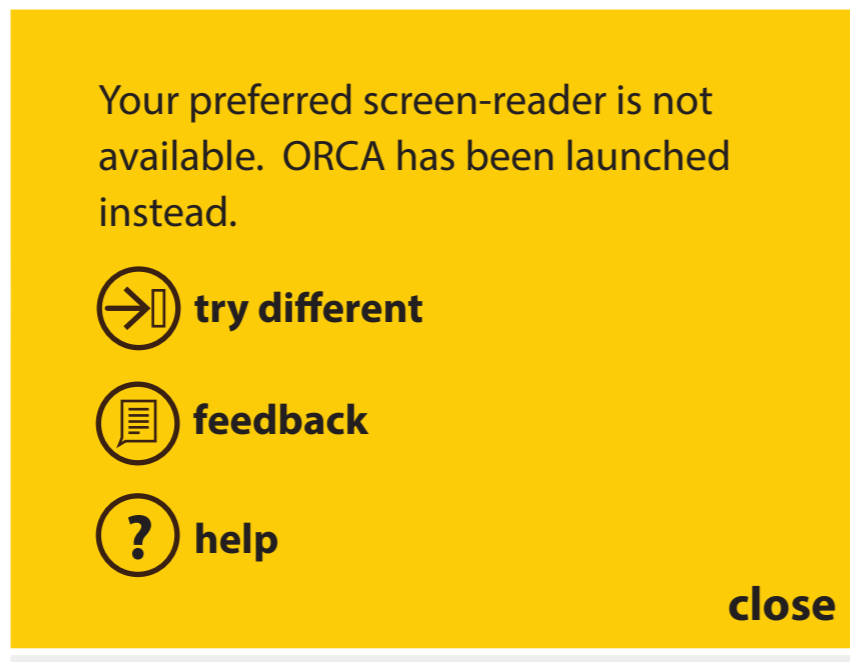 Your preferred screen-reader is not
available.  ORCA has been launched
instead.
try different
feedback
? help
close